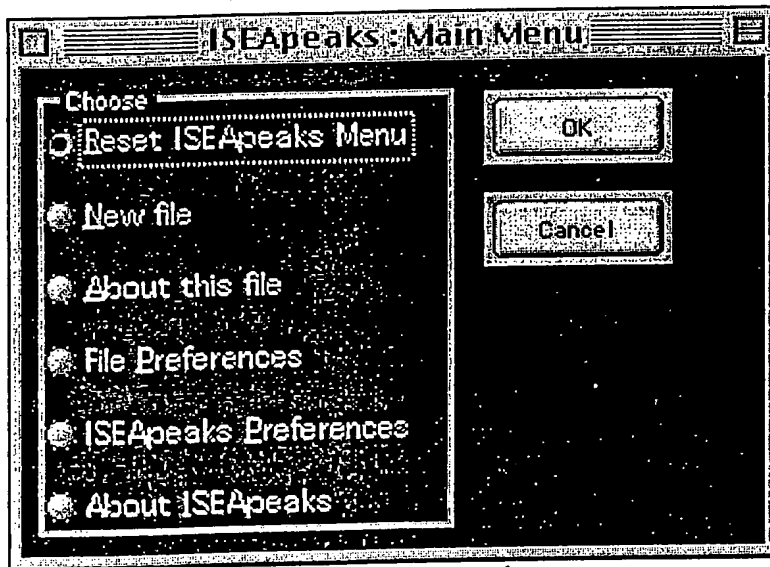 ISEApeaks : Main Menu
Choose
Reset ISEApeaks Menu
New file
About this file
File Preferences
ISEApeaks Preferences
About ISEApeaks
OK
Cancel